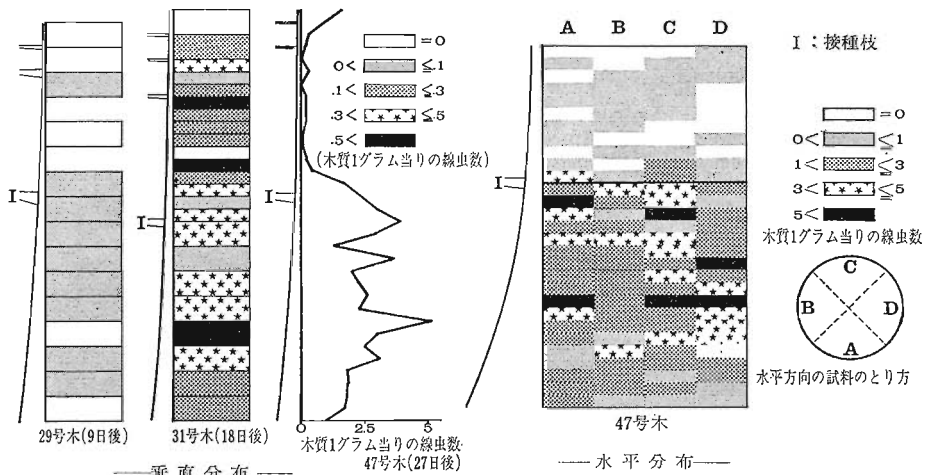 I
29号木(9日後)
I
31号木(18日後)
I
=0
0< ≦.1
.1< ≦.3
.3< ≦.5
.5<
(木質1グラム当りの線虫数)
0 2.5 5
木質1グラム当りの線虫数
47号木(27日後)
垂直分布
A B C D
I
47号木
水平分布
I:接種枝
=0
0< ≦1
1< ≦3
3< ≦5
5<
木質1グラム当りの線虫数
C
B D
A
水平方向の試料のとり方